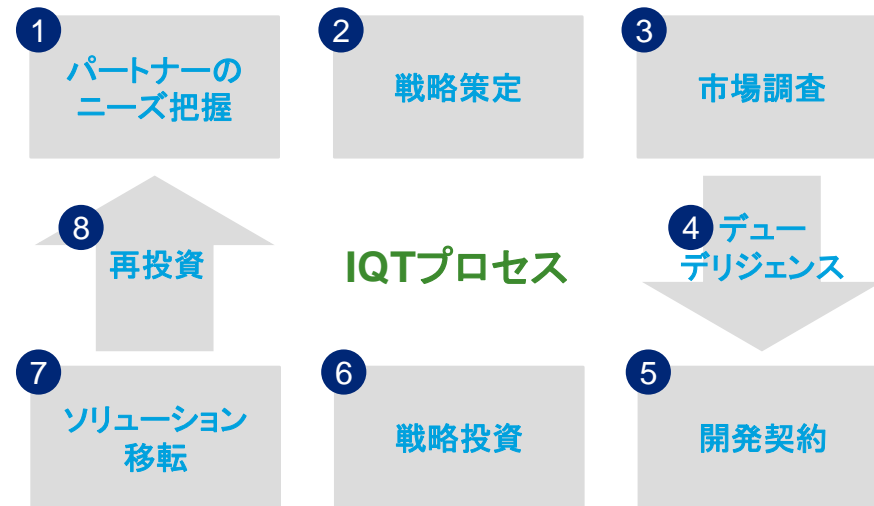 1
パートナーの
ニーズ把握
2
戦略策定
3
市場調査
4
デュー
デリジェンス
5
開発契約
6
戦略投資
7
ソリューション
移転
8
再投資
IQTプロセス